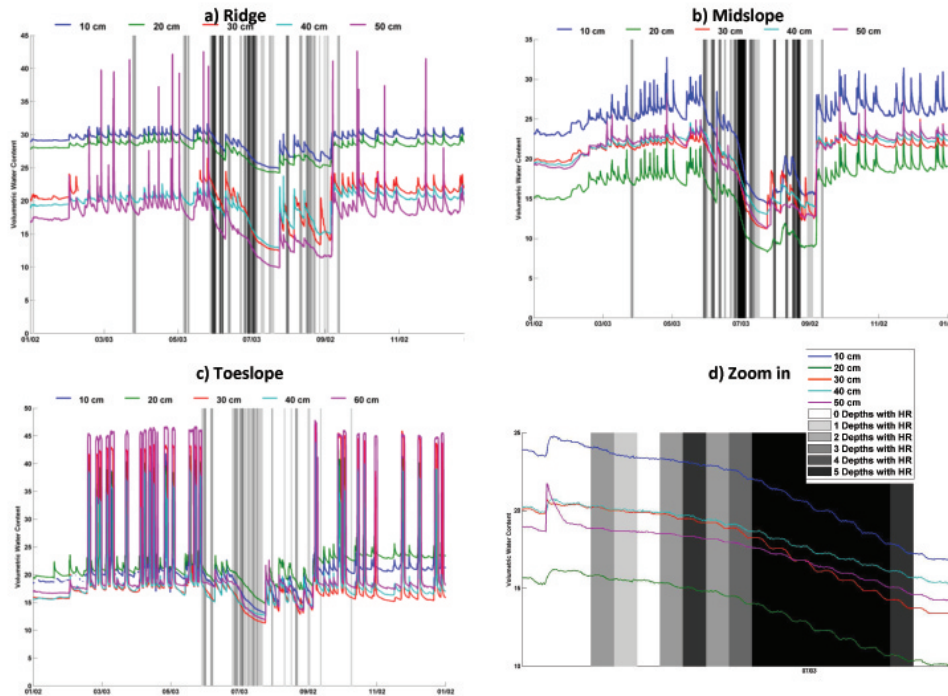 a) Ridge
10 cm 20 cm 30 cm 40 cm 50 cm
Volumetric Water Content
45
40
35
30
25
20
15
10
5
0
01/02 03/03 05/03 07/03 09/02 11/02
b) Midslope
10 cm 20 cm 30 cm 40 cm 50 cm
Volumetric Water Content
35
30
25
20
15
10
5
0
01/02 03/03 05/03 07/03 09/02 11/02 01/0
c) Toeslope
10 cm 20 cm 30 cm 40 cm 60 cm
Volumetric Water Content
50
45
40
35
30
25
20
15
10
5
0
01/02 03/03 05/03 07/03 09/02 11/02 01/02
d) Zoom in
10 cm
20 cm
30 cm
40 cm
50 cm
0 Depths with HR
1 Depths with HR
2 Depths with HR
3 Depths with HR
4 Depths with HR
5 Depths with HR
Volumetric Water Content
25
20
15
10
07/03